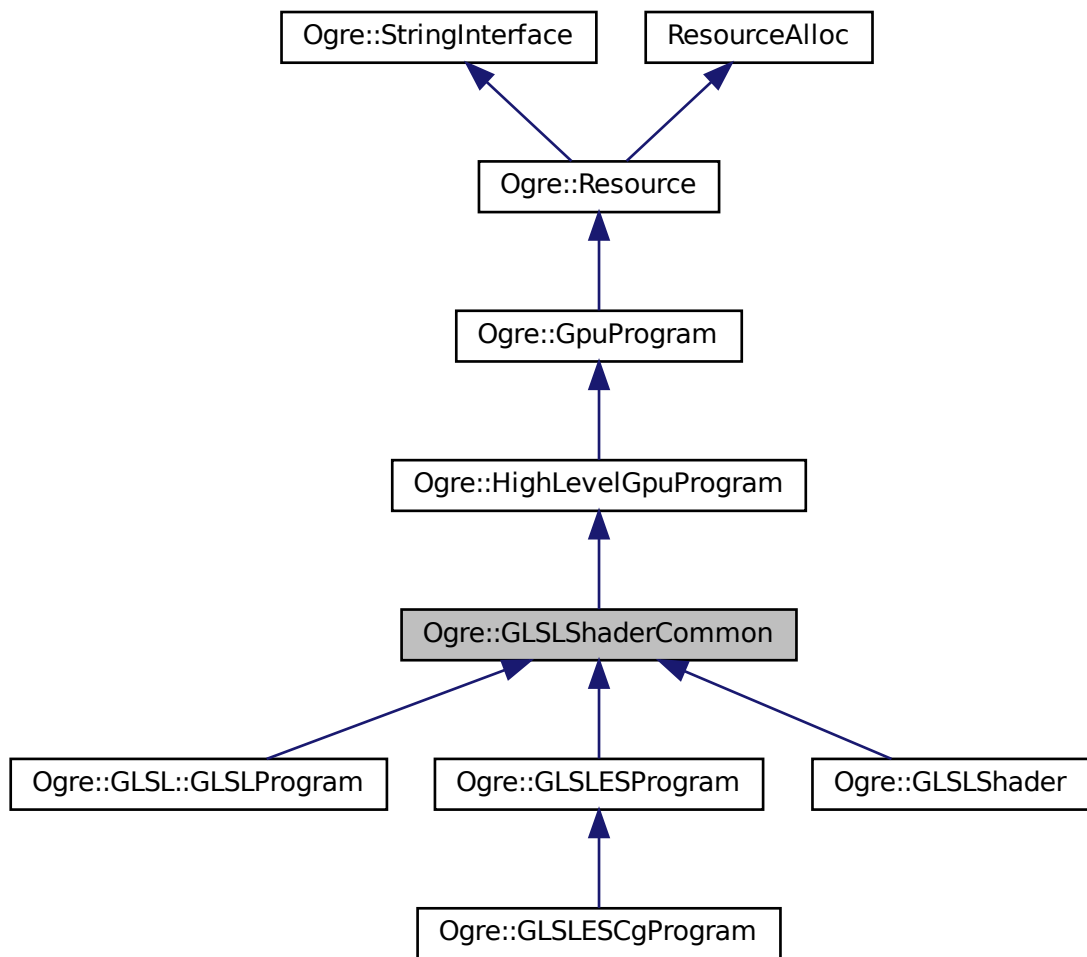 Ogre::StringInterface
ResourceAlloc
Ogre::Resource
Ogre::GpuProgram
Ogre::HighLevelGpuProgram
Ogre::GLSLShaderCommon
Ogre::GLSL::GLSLProgram
Ogre::GLSLESProgram
Ogre::GLSLShader
Ogre::GLSLESCgProgram